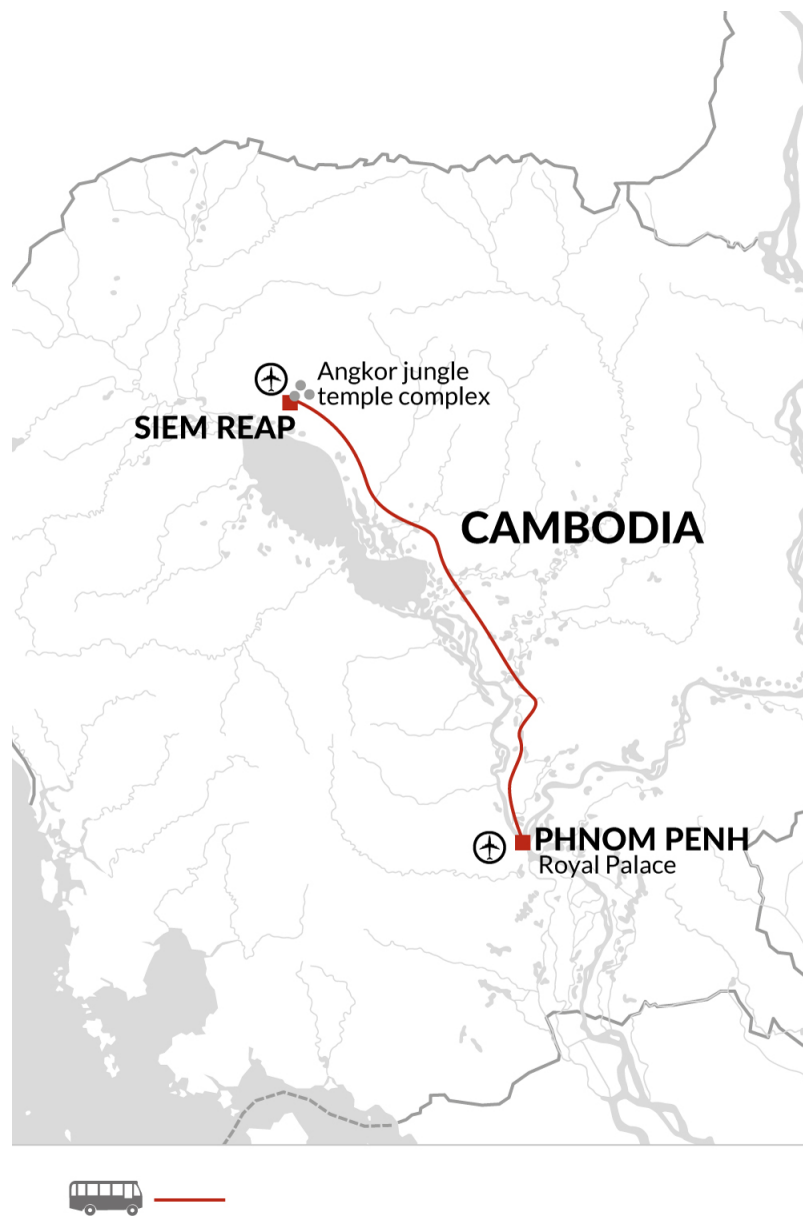 Angkor jungle
temple complex
SIEM REAP
CAMBODIA
PHNOM PENH
Royal Palace